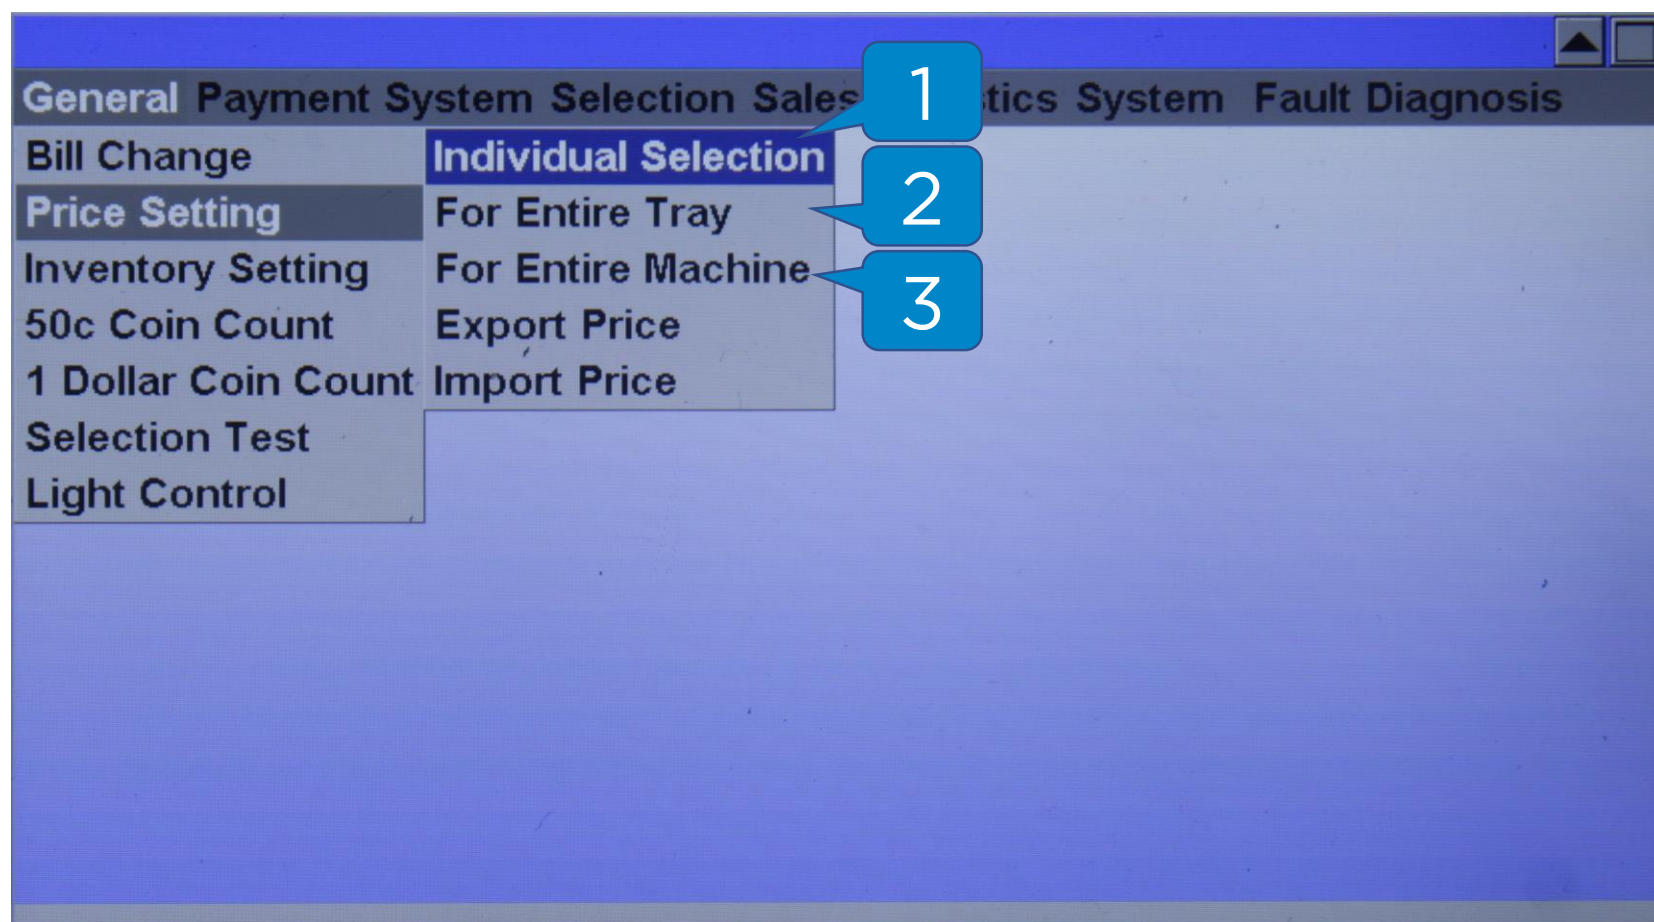 General Payment System Selection Sales tics System Fault Diagnosis
Bill Change
Price Setting
Inventory Setting
50c Coin Count
1 Dollar Coin Count
Selection Test
Light Control
Individual Selection
For Entire Tray
For Entire Machine
Export Price
Import Price
1
2
3